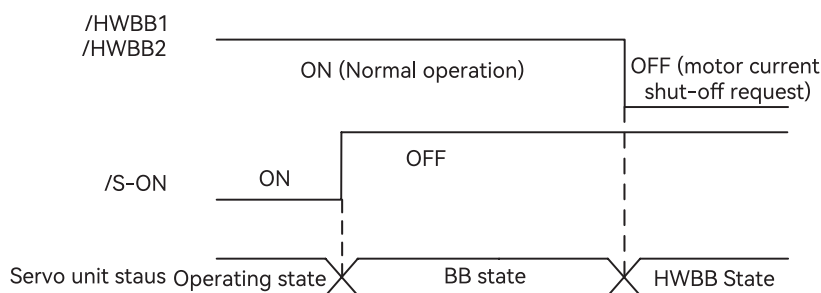 /HWBB1
/HWBB2
ON (Normal operation)
OFF (motor current
shut-off request)
/S-ON
ON
OFF
Servo unit staus
Operating state
BB state
HWBB State